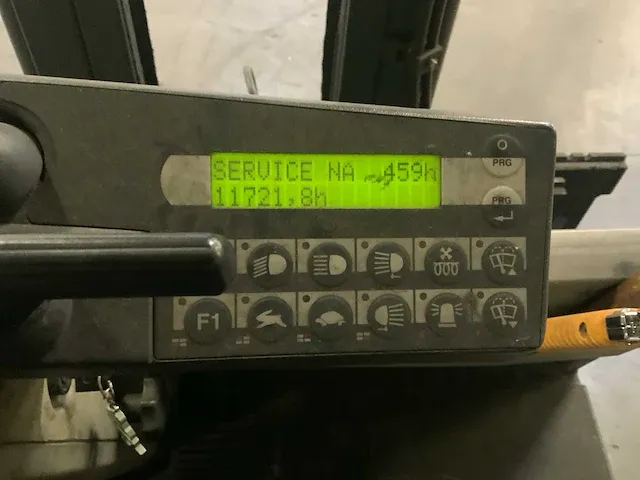 SERVICE NA 459h
11721,8h
O
PRG
PRG
F1